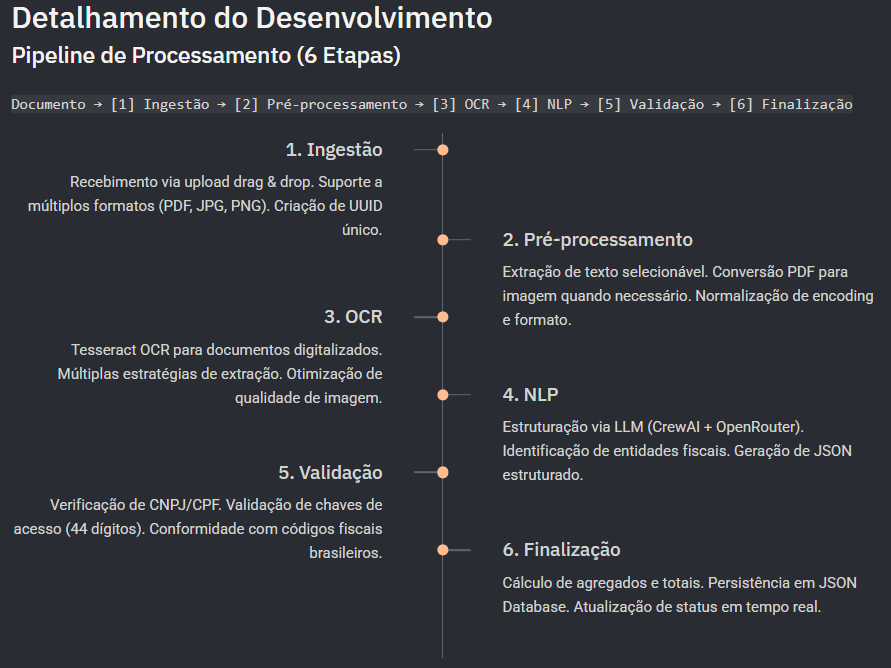 Detalhamento do Desenvolvimento
Pipeline de Processamento (6 Etapas)
Documento → [1] Ingestão → [2] Pré-processamento → [3] OCR → [4] NLP → [5] Validação → [6] Finalização
1. Ingestão
Recebimento via upload drag & drop. Suporte a
múltiplos formatos (PDF, JPG, PNG). Criação de UUID
único.
2. Pré-processamento
Extração de texto selecionável. Conversão PDF para
imagem quando necessário. Normalização de encoding
e formato.
3. OCR
Tesseract OCR para documentos digitalizados.
Múltiplas estratégias de extração. Otimização de
qualidade de imagem.
4. NLP
Estruturação via LLM (CrewAI + OpenRouter).
Identificação de entidades fiscais. Geração de JSON
estruturado.
5. Validação
Verificação de CNPJ/CPF. Validação de chaves de
acesso (44 dígitos). Conformidade com códigos fiscais
brasileiros.
6. Finalização
Cálculo de agregados e totais. Persistência em JSON
Database. Atualização de status em tempo real.